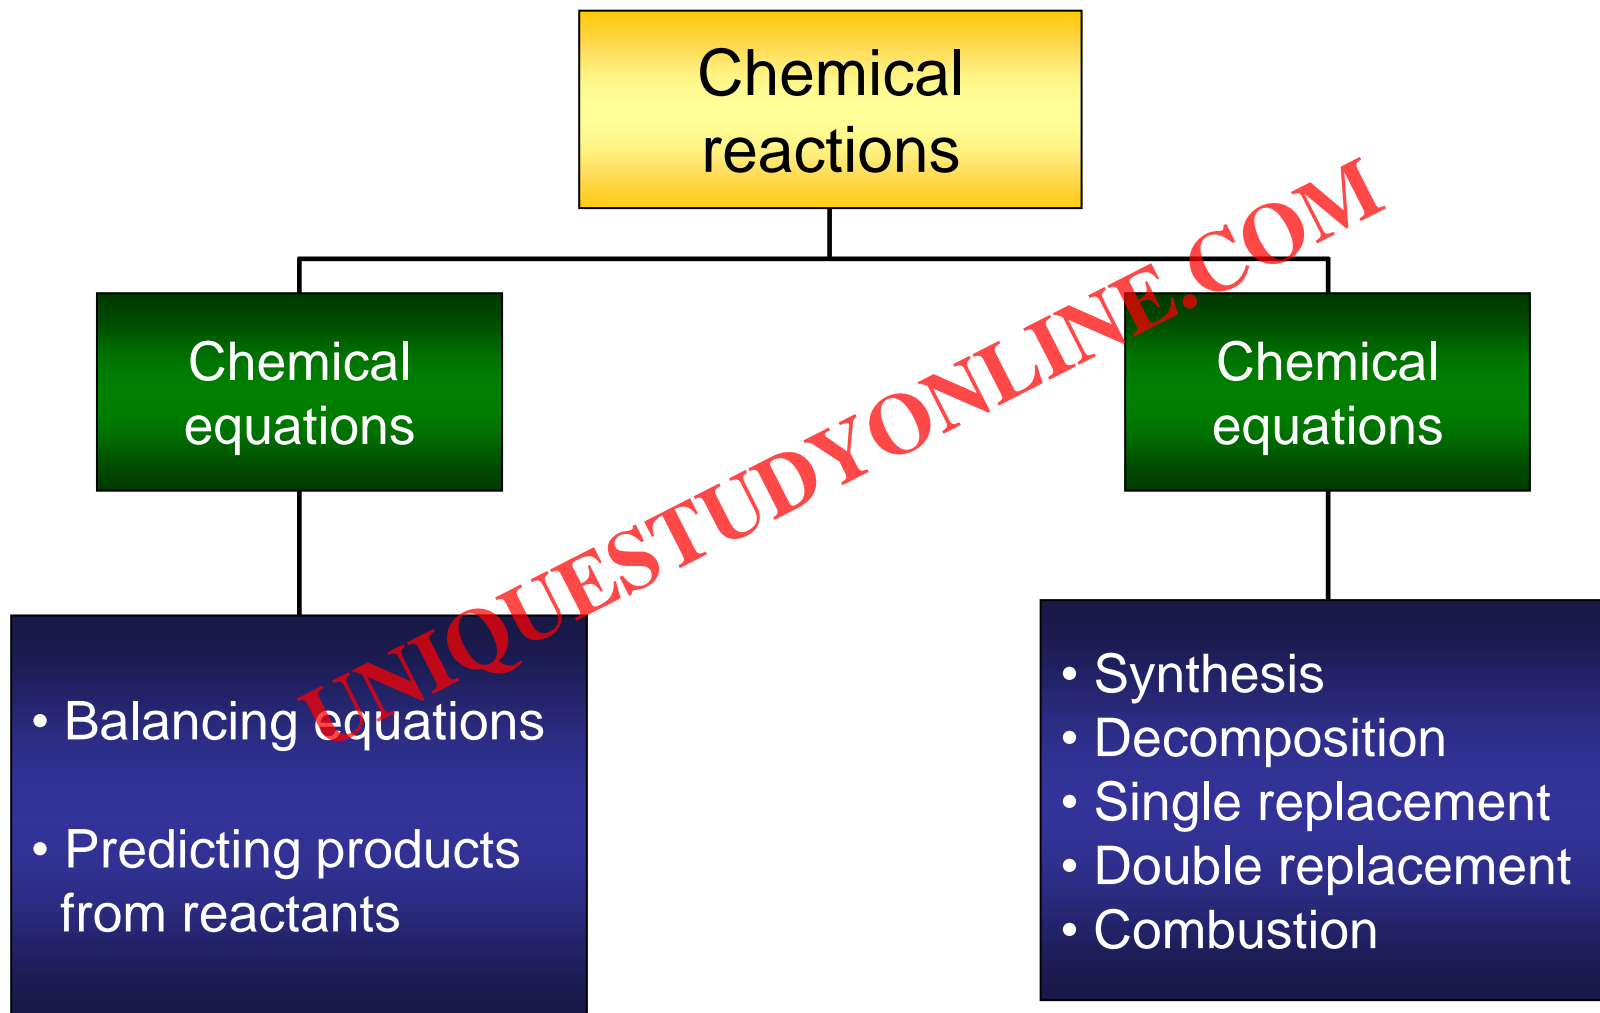 Chemical
reactions
Chemical
equations
Chemical
equations
• Balancing equations
• Predicting products
from reactants
• Synthesis
• Decomposition
• Single replacement
• Double replacement
• Combustion
UNIQUESTUDYONLINE.COM